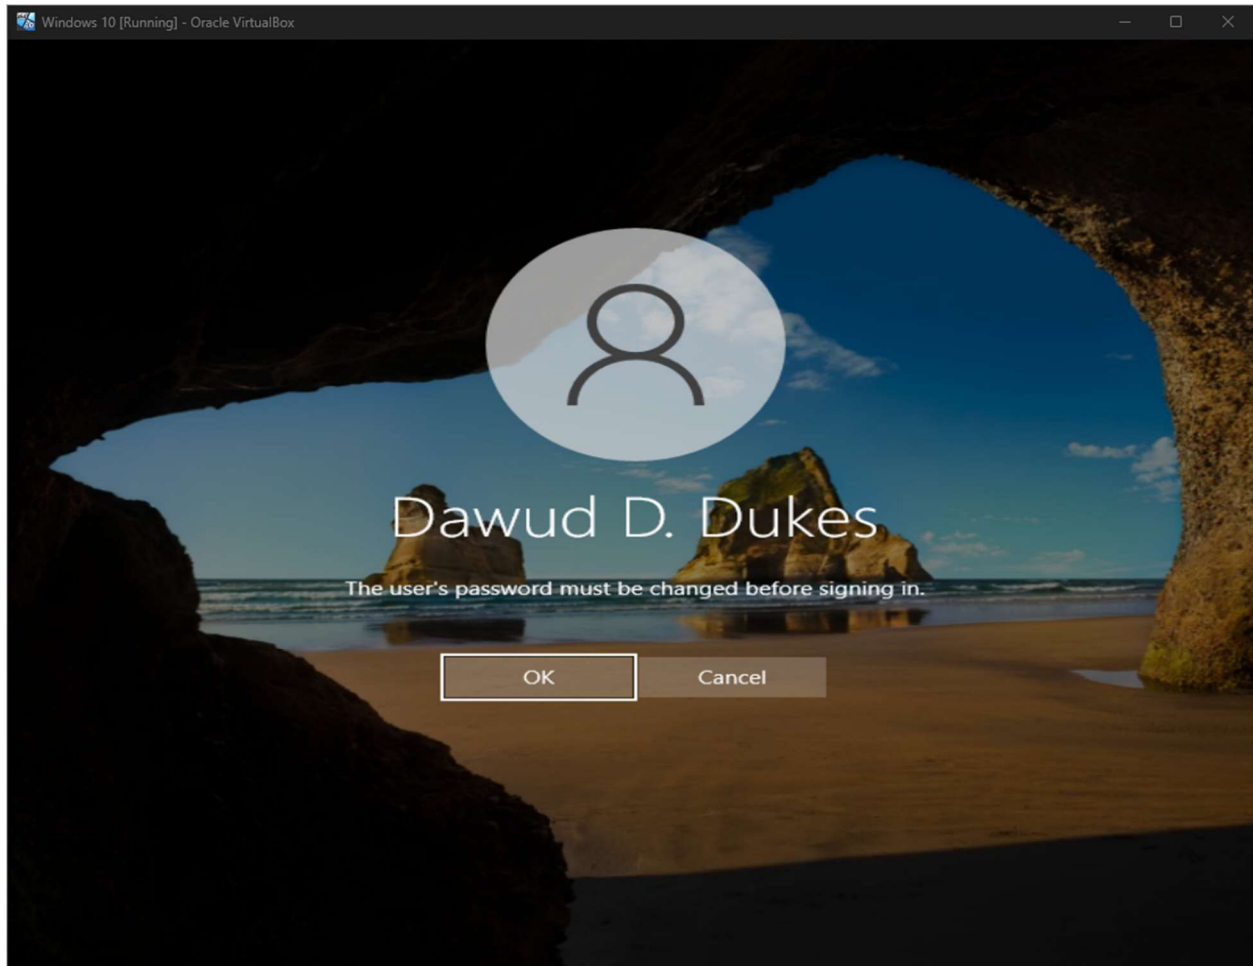 Windows 10 [Running] - Oracle VirtualBox
Dawud D. Dukes
The user's password must be changed before signing in.
OK
Cancel